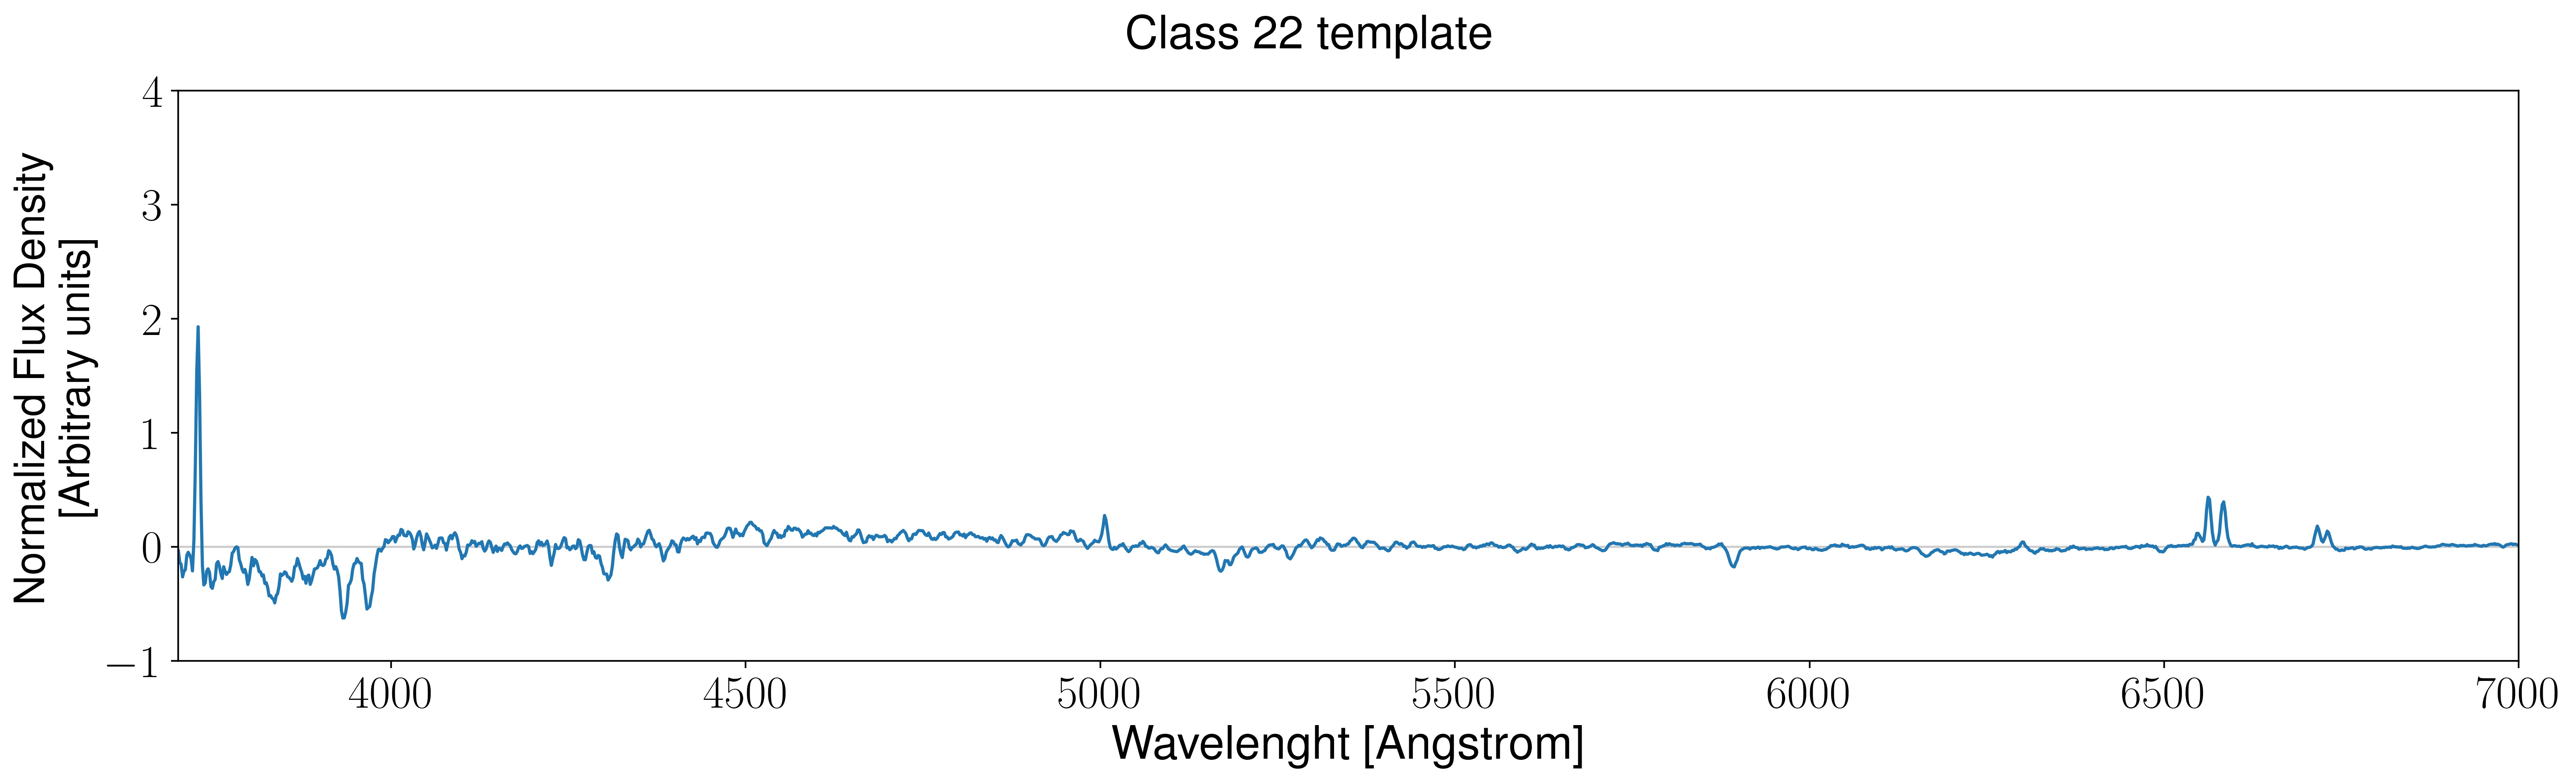 Class 22 template
Normalized Flux Density
[Arbitrary units]
4
3
2
1
0
−1
4000 4500 5000 5500 6000 6500 7000
Wavelenght [Angstrom]